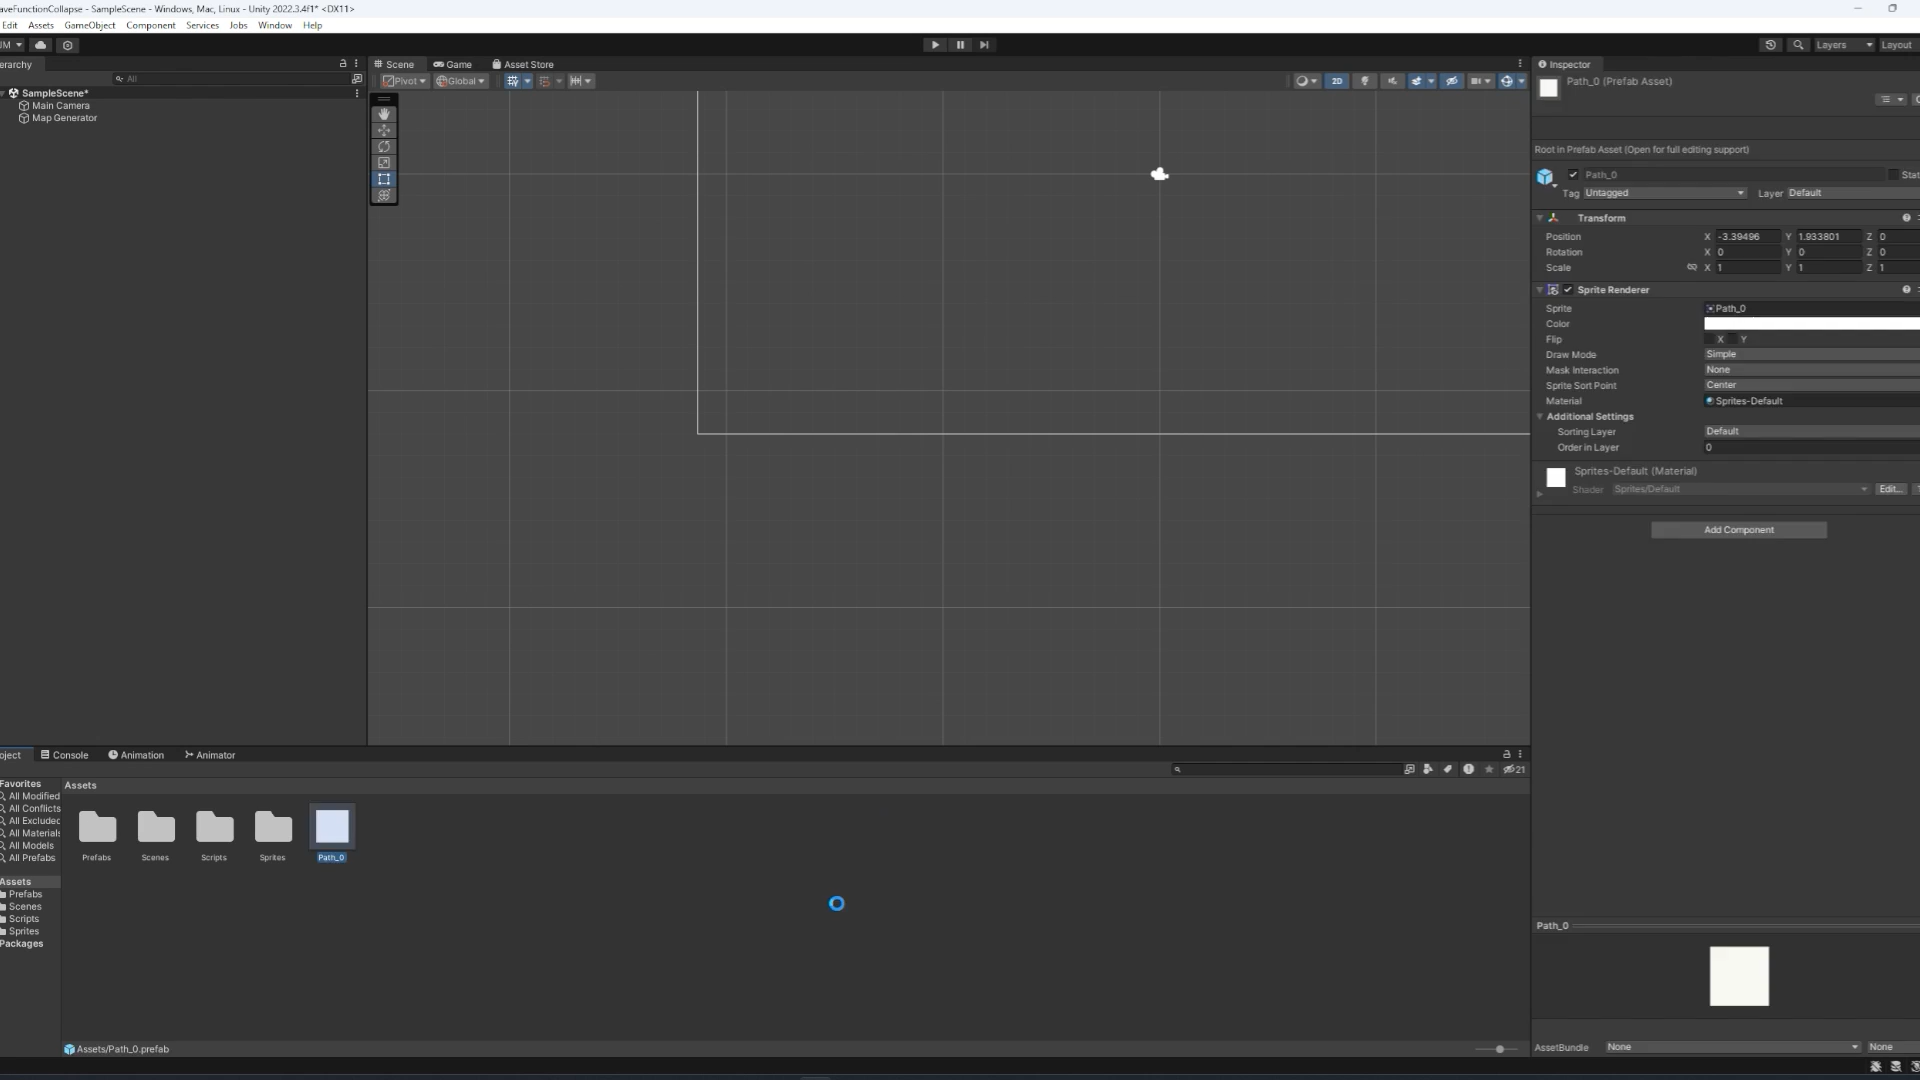 aveFunctionCollapse - SampleScene - Windows, Mac, Linux - Unity 2022.3.4f1* <DX11>
Edit Assets GameObject Component Services Jobs Window Help
Layers Layout
erarchy
All
SampleScene*
Main Camera
Map Generator
Scene Game Asset Store
Pivot Global
2D
Inspector
Path_0 (Prefab Asset)
Root in Prefab Asset (Open for full editing support)
Path_0 Stat
Tag Untagged Layer Default
Transform
Position X -3.39496 Y 1.933801 Z 0
Rotation X 0 Y 0 Z 0
Scale X 1 Y 1 Z 1
Sprite Renderer
Sprite Path_0
Color
Flip X Y
Draw Mode Simple
Mask Interaction None
Sprite Sort Point Center
Material Sprites-Default
Additional Settings
Sorting Layer Default
Order in Layer 0
Sprites-Default (Material)
Shader Sprites/Default Edit...
Add Component
oject Console Animation Animator
21
Favorites
All Modified
All Conflicts
All Excluded
All Materials
All Models
All Prefabs
Assets
Prefabs
Scenes
Scripts
Sprites
Packages
Assets
Prefabs Scenes Scripts Sprites Path_0
Assets/Path_0.prefab
Path_0
AssetBundle None None